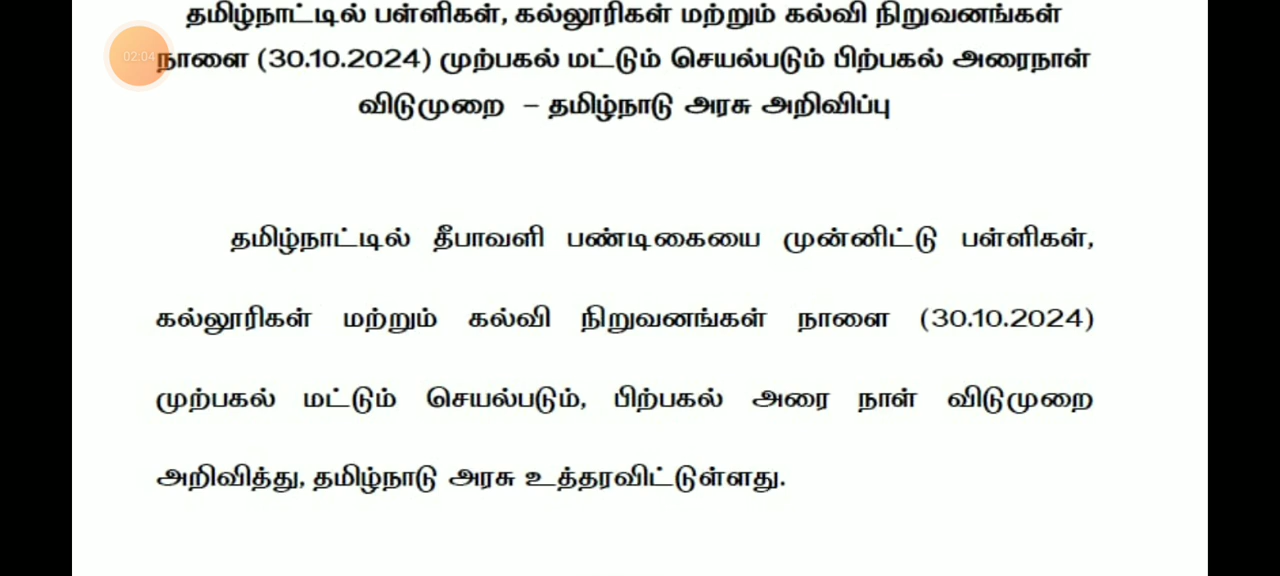 தமிழ்நாட்டில் பள்ளிகள், கல்லூரிகள் மற்றும் கல்வி நிறுவனங்கள்
02:04
நாளை (30.10.2024) முற்பகல் மட்டும் செயல்படும் பிற்பகல் அரைநாள்
விடுமுறை – தமிழ்நாடு அரசு அறிவிப்பு
தமிழ்நாட்டில் தீபாவளி பண்டிகையை முன்னிட்டு பள்ளிகள்,
கல்லூரிகள் மற்றும் கல்வி நிறுவனங்கள் நாளை (30.10.2024)
முற்பகல் மட்டும் செயல்படும், பிற்பகல் அரை நாள் விடுமுறை
அறிவித்து, தமிழ்நாடு அரசு உத்தரவிட்டுள்ளது.